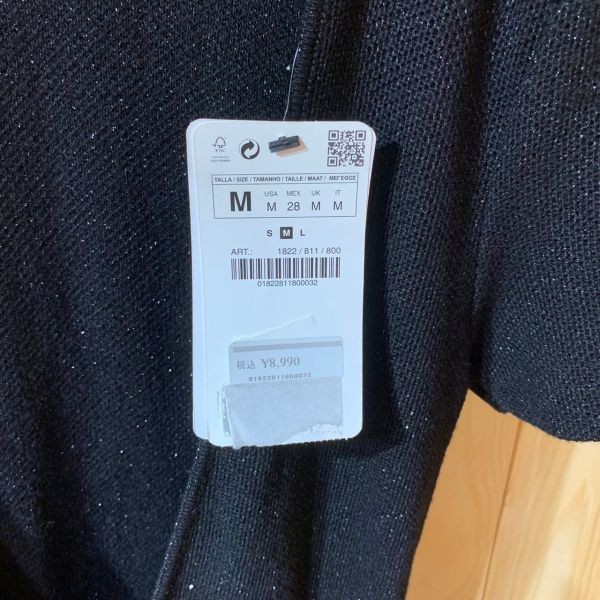 FSC
TALLA / SIZE / TAMANHO / TAILLE / MAAT / ΜΕΓΕΘΟΣ
M
USA MEX UK IT
M 28 M M
S M L
ART.: 1822 / 811 / 800
01822811800032
税込 ¥8,990
01822811800032